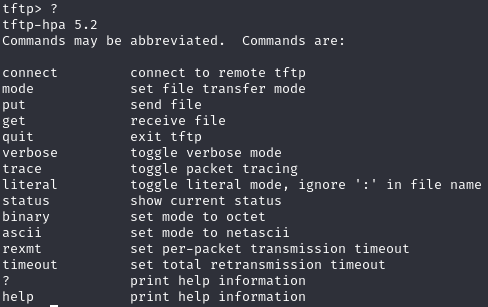 tftp> ?
tftp-hpa 5.2
Commands may be abbreviated.  Commands are:

connect         connect to remote tftp
mode            set file transfer mode
put             send file
get             receive file
quit            exit tftp
verbose         toggle verbose mode
trace           toggle packet tracing
literal         toggle literal mode, ignore ':' in file name
status          show current status
binary          set mode to octet
ascii           set mode to netascii
rexmt           set per-packet transmission timeout
timeout         set total retransmission timeout
?               print help information
help            print help information